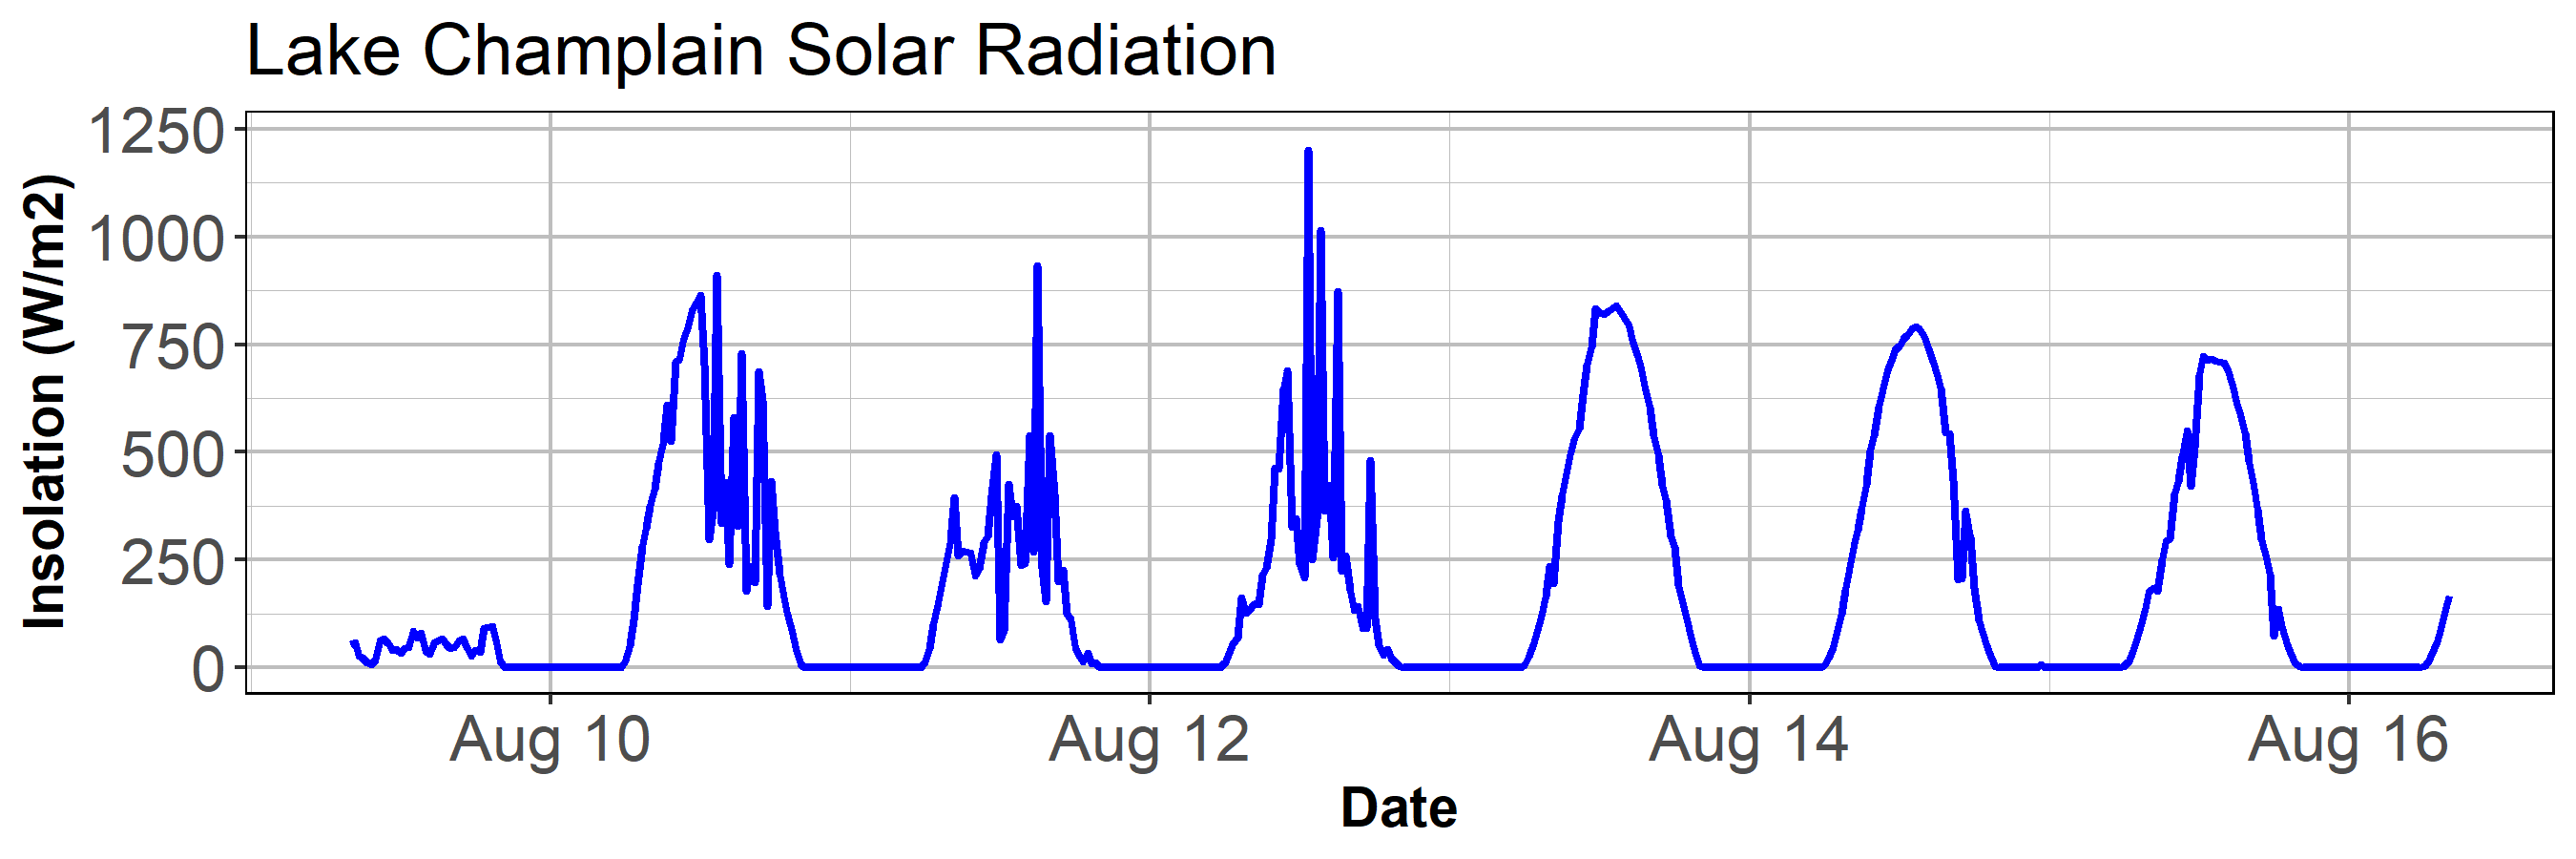 Lake Champlain Solar Radiation
1250
1000
750
500
250
0
Insolation (W/m2)
Aug 10 Aug 12 Aug 14 Aug 16
Date